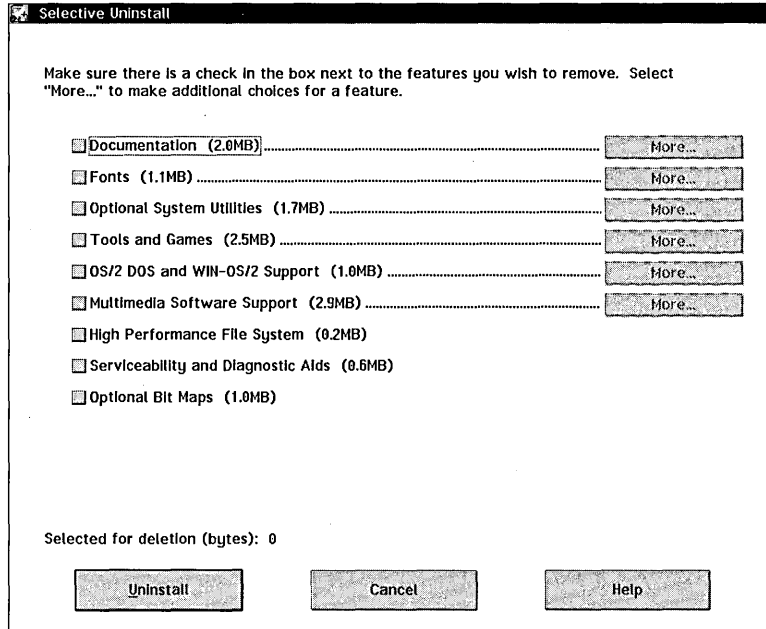 Selective Uninstall
Make sure there is a check in the box next to the features you wish to remove. Select
"More..." to make additional choices for a feature.
Documentation (2.0MB) More...
Fonts (1.1MB) More...
Optional System Utilities (1.7MB) More...
Tools and Games (2.5MB) More...
OS/2 DOS and WIN-OS/2 Support (1.0MB) More...
Multimedia Software Support (2.9MB) More...
High Performance File System (0.2MB)
Serviceability and Diagnostic Aids (0.6MB)
Optional Bit Maps (1.0MB)
Selected for deletion (bytes): 0
Uninstall Cancel Help